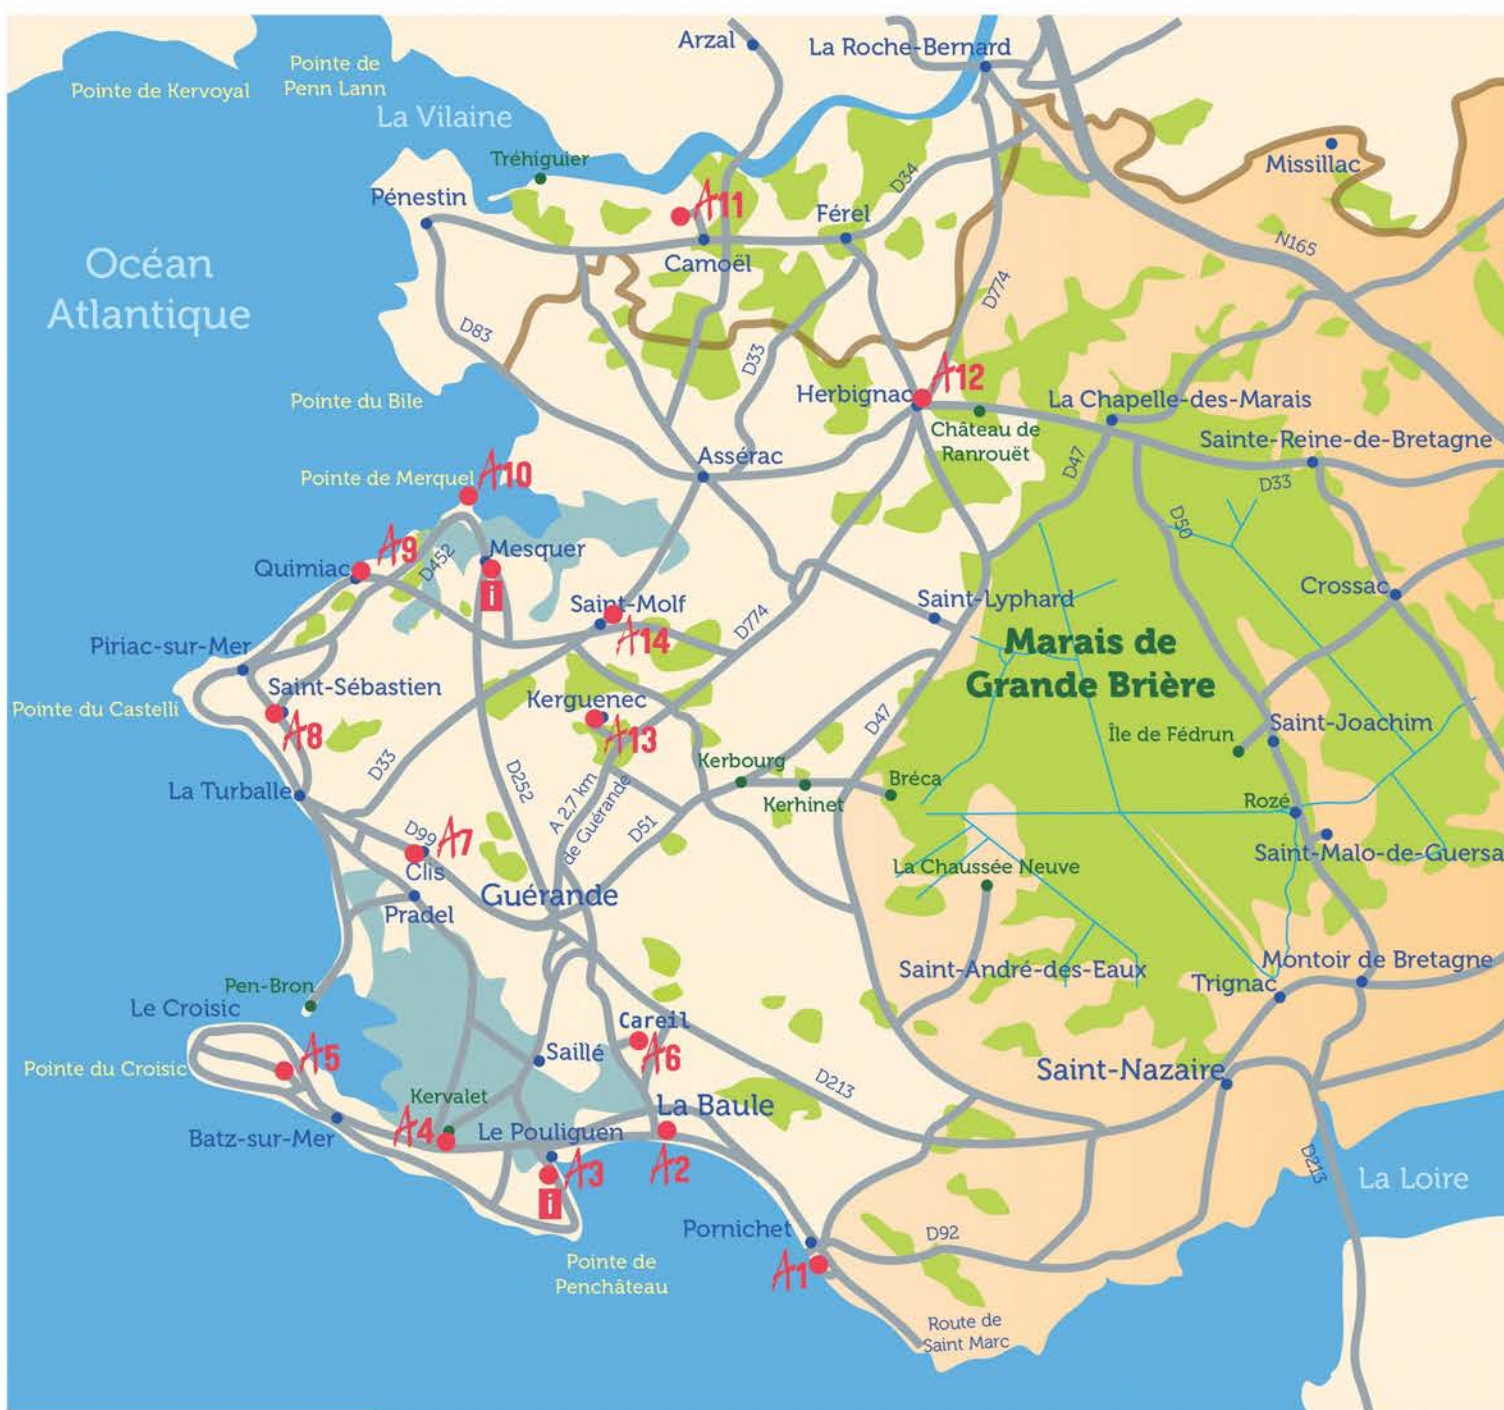 Arzal
La Roche-Bernard
Pointe de
Penn Lann
Pointe de Kervoyal
La Vilaine
Tréhiguier
Missillac
D34
Pénestin
A11
Férel
Camoël
N165
Océan
Atlantique
D774
D83
D33
A12
Herbignac
Pointe du Bile
La Chapelle-des-Marais
Château de
Ranrouët
Sainte-Reine-de-Bretagne
Assérac
D47
D33
A10
Pointe de Merquel
D50
A9
Mesquer
D452
Quimiac
i
Saint-Molf
Saint-Lyphard
Crossac
A14
D774
Piriac-sur-Mer
Marais de
Grande Brière
Saint-Sébastien
Kerguenec
Pointe du Castelli
A8
A13
D47
Saint-Joachim
Île de Fédrun
D33
D252
Kerbourg
Bréca
La Turballe
Kerhinet
Rozé
A 2,7 km
de Guérande
D51
D99
A7
Clis
Saint-Malo-de-Guersa
La Chaussée Neuve
Guérande
Pradel
Saint-André-des-Eaux
Montoir de Bretagne
Trignac
Pen-Bron
Le Croisic
Careil
A5
Saillé
A6
Pointe du Croisic
Saint-Nazaire
D213
Kervalet
La Baule
A4
Le Pouliguen
Batz-sur-Mer
A3
A2
i
D213
La Loire
Pornichet
D92
Pointe de
Penchâteau
A1
Route de
Saint Marc